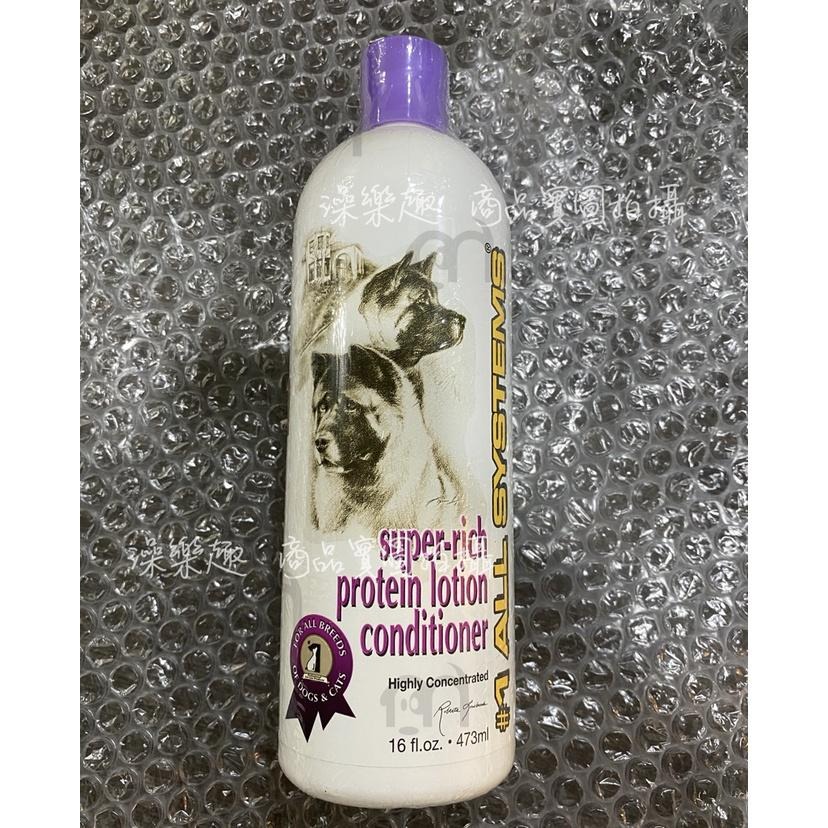 澡樂趣 商品實圖拍攝
#1 ALL SYSTEMS®
super-rich
protein lotion
conditioner
澡樂趣 商品實圖拍攝
FOR ALL BREEDS
1
OF DOGS & CATS
Highly Concentrated
16 fl.oz. • 473ml